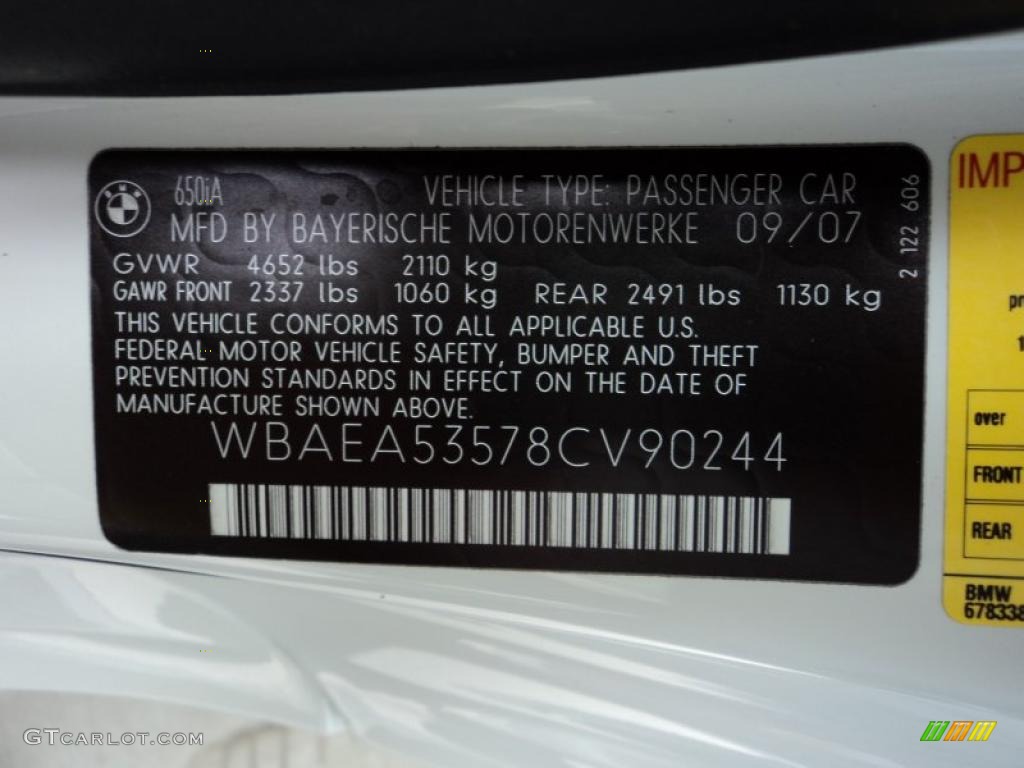 650iA VEHICLE TYPE: PASSENGER CAR
MFD BY BAYERISCHE MOTORENWERKE 09/07
GVWR 4652 lbs 2110 kg
GAWR FRONT 2337 lbs 1060 kg REAR 2491 lbs 1130 kg
THIS VEHICLE CONFORMS TO ALL APPLICABLE U.S.
FEDERAL MOTOR VEHICLE SAFETY, BUMPER AND THEFT
PREVENTION STANDARDS IN EFFECT ON THE DATE OF
MANUFACTURE SHOWN ABOVE.
WBAEA53578CV90244
2 122 606
IMP
pr
1
over
FRONT
REAR
BMW
678338
GTCARLOT.COM